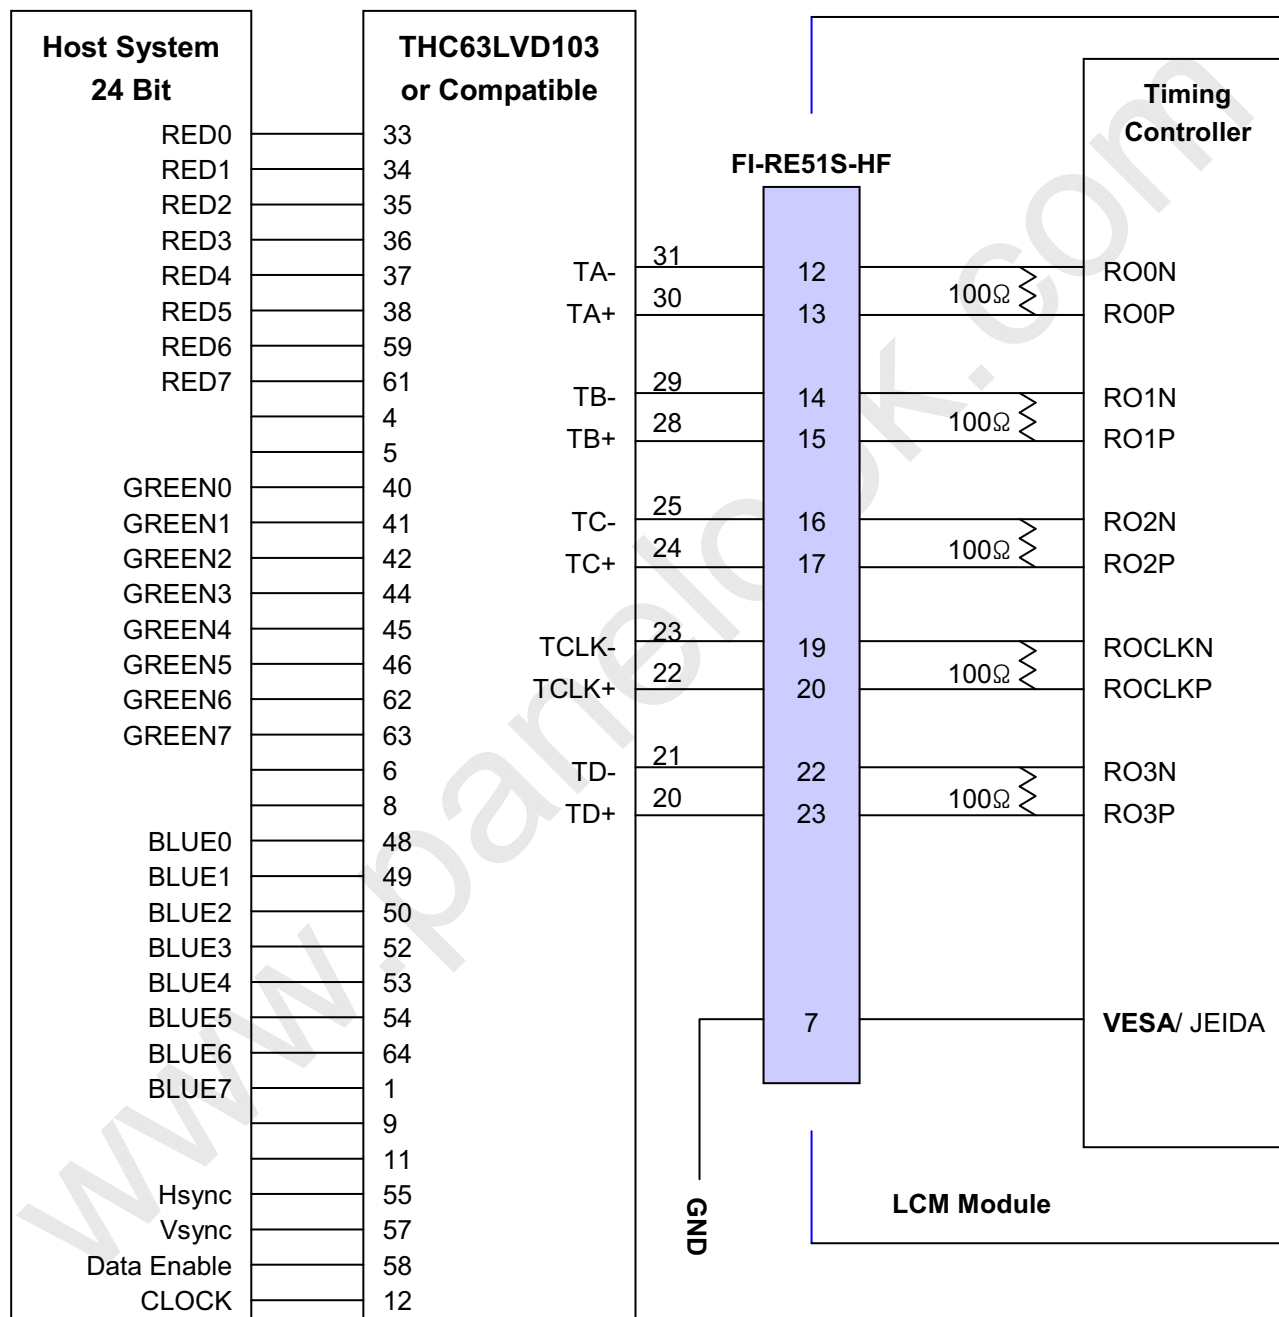 Host System
24 Bit
RED0
RED1
RED2
RED3
RED4
RED5
RED6
RED7
GREEN0
GREEN1
GREEN2
GREEN3
GREEN4
GREEN5
GREEN6
GREEN7
BLUE0
BLUE1
BLUE2
BLUE3
BLUE4
BLUE5
BLUE6
BLUE7
Hsync
Vsync
Data Enable
CLOCK
THC63LVD103
or Compatible
33
34
35
36
37
38
59
61
4
5
40
41
42
44
45
46
62
63
6
8
48
49
50
52
53
54
64
1
9
11
55
57
58
12
TA-
TA+
TB-
TB+
TC-
TC+
TCLK-
TCLK+
TD-
TD+
31
30
29
28
25
24
23
22
21
20
FI-RE51S-HF
12
13
14
15
16
17
19
20
22
23
7
GND
100Ω
100Ω
100Ω
100Ω
100Ω
Timing
Controller
RO0N
RO0P
RO1N
RO1P
RO2N
RO2P
ROCLKN
ROCLKP
RO3N
RO3P
VESA/ JEIDA
LCM Module
www.panelook.com